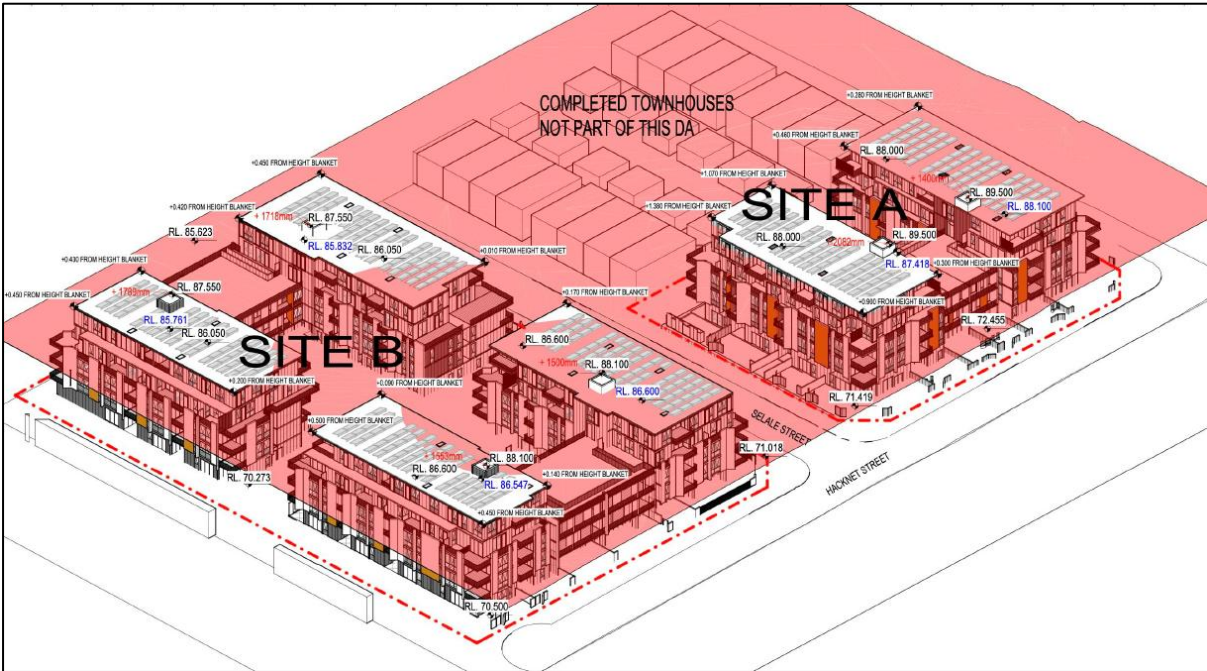 COMPLETED TOWNHOUSES
NOT PART OF THIS DA
+0.280 FROM HEIGHT BLANKET
+0.460 FROM HEIGHT BLANKET
RL. 88.000
+ 1400mm
RL. 89.500
RL. 88.100
+0.450 FROM HEIGHT BLANKET
+1.070 FROM HEIGHT BLANKET
SITE A
+1.380 FROM HEIGHT BLANKET
+0.420 FROM HEIGHT BLANKET
+ 1718mm
RL. 87.550
RL. 85.623
RL. 85.832
RL. 86.050
RL. 88.000
+2082mm
RL. 89.500
RL. 87.418
+0.300 FROM HEIGHT BLANKET
+0.010 FROM HEIGHT BLANKET
+0.430 FROM HEIGHT BLANKET
+ 1789mm
RL. 87.550
+0.450 FROM HEIGHT BLANKET
RL. 85.761
RL. 86.050
+0.170 FROM HEIGHT BLANKET
+0.900 FROM HEIGHT BLANKET
RL. 72.455
SITE B
RL. 86.600
+ 1500mm
RL. 88.100
RL. 86.600
+0.200 FROM HEIGHT BLANKET
+0.090 FROM HEIGHT BLANKET
RL. 71.419
SELALE STREET
+0.500 FROM HEIGHT BLANKET
+ 1553mm
RL. 88.100
RL. 71.018
RL. 86.600
RL. 86.547
+0.140 FROM HEIGHT BLANKET
HACKNET STREET
RL. 70.273
+0.450 FROM HEIGHT BLANKET
RL. 70.500